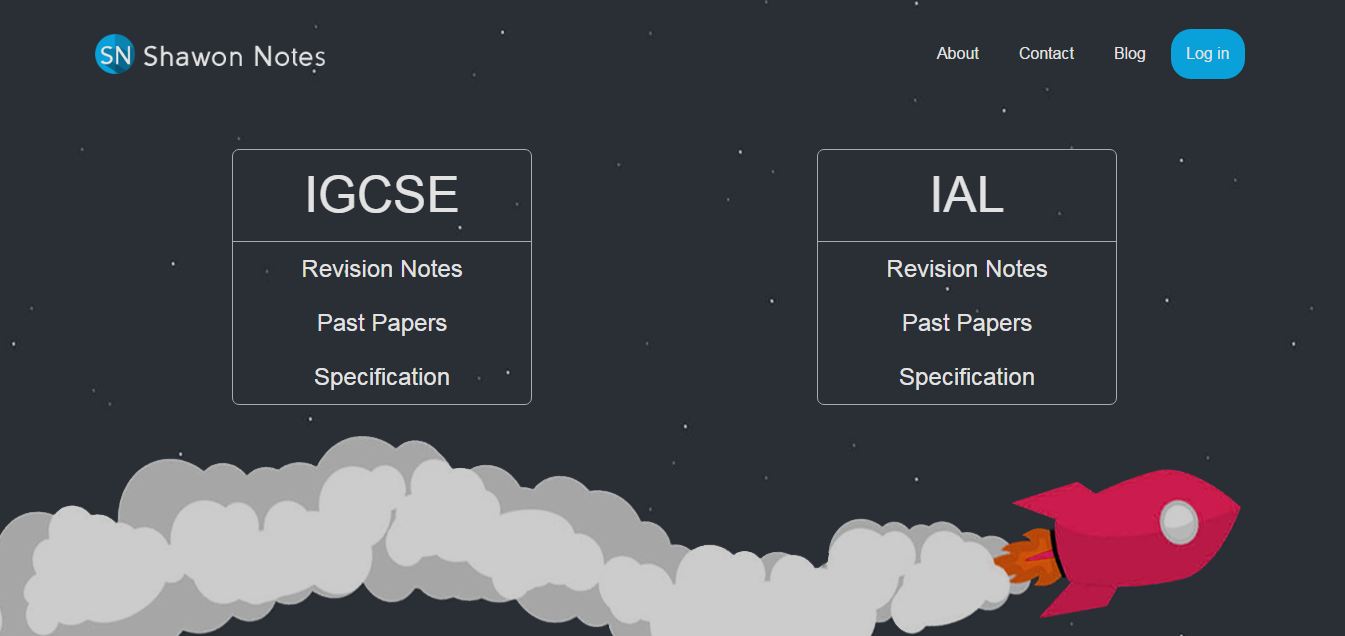 SN Shawon Notes
About Contact Blog Log in
IGCSE
Revision Notes
Past Papers
Specification
IAL
Revision Notes
Past Papers
Specification